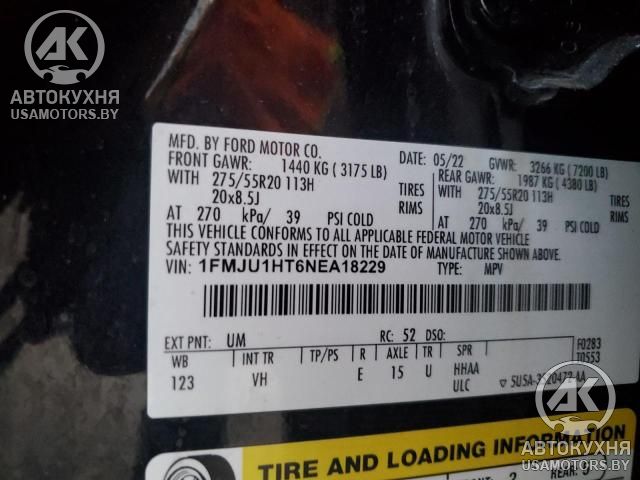 АК
АВТОКУХНЯ
USAMOTORS.BY
MFD. BY FORD MOTOR CO.
DATE: 05/22 GVWR: 3266 KG (7200 LB)
FRONT GAWR: 1440 KG (3175 LB) REAR GAWR: 1987 KG (4380 LB)
WITH 275/55R20 113H TIRES WITH 275/55R20 113H TIRES
20x8.5J RIMS 20x8.5J RIMS
AT 270 kPa/ 39 PSI COLD AT 270 kPa/ 39 PSI COLD
THIS VEHICLE CONFORMS TO ALL APPLICABLE FEDERAL MOTOR VEHICLE
SAFETY STANDARDS IN EFFECT ON THE DATE OF MANUFACTURE SHOWN ABOVE.
VIN: 1FMJU1HT6NEA18229 TYPE: MPV
EXT PNT: UM RC: 52 DSO: F0283
WB INT TR TP/PS R AXLE TR SPR T0553
123 VH E 15 U HHAA
ULC
TIRE AND LOADING INFORMATION
REAR: 3
АК
АВТОКУХНЯ
USAMOTORS.BY